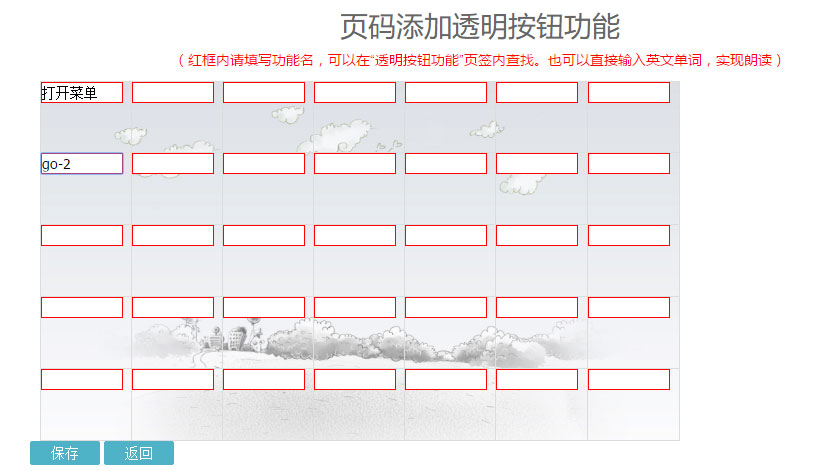 页码添加透明按钮功能
（红框内请填写功能名，可以在“透明按钮功能”页签内查找。也可以直接输入英文单词，实现朗读）
打开菜单
go-2
保存 返回